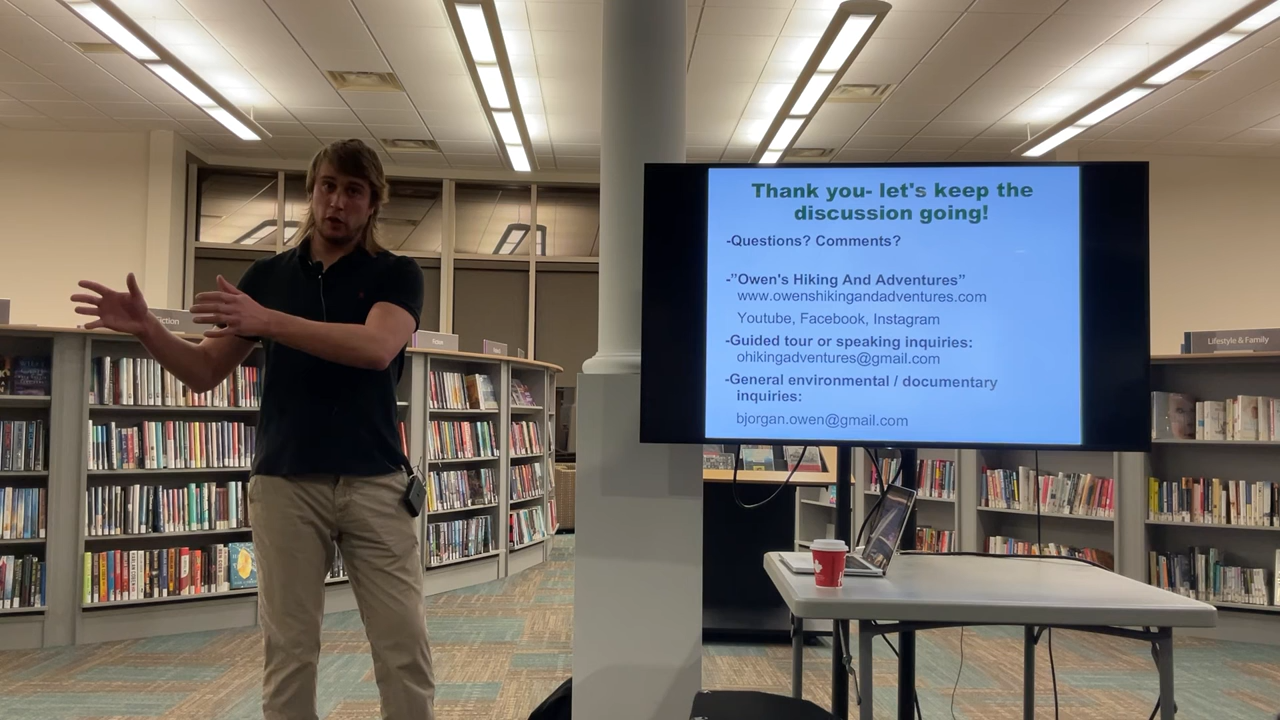 Thank you- let's keep the
discussion going!
-Questions? Comments?
-”Owen's Hiking And Adventures”
www.owenshikingandadventures.com
Youtube, Facebook, Instagram
-Guided tour or speaking inquiries:
ohikingadventures@gmail.com
-General environmental / documentary
inquiries:
bjorgan.owen@gmail.com
Fiction
Lifestyle & Family